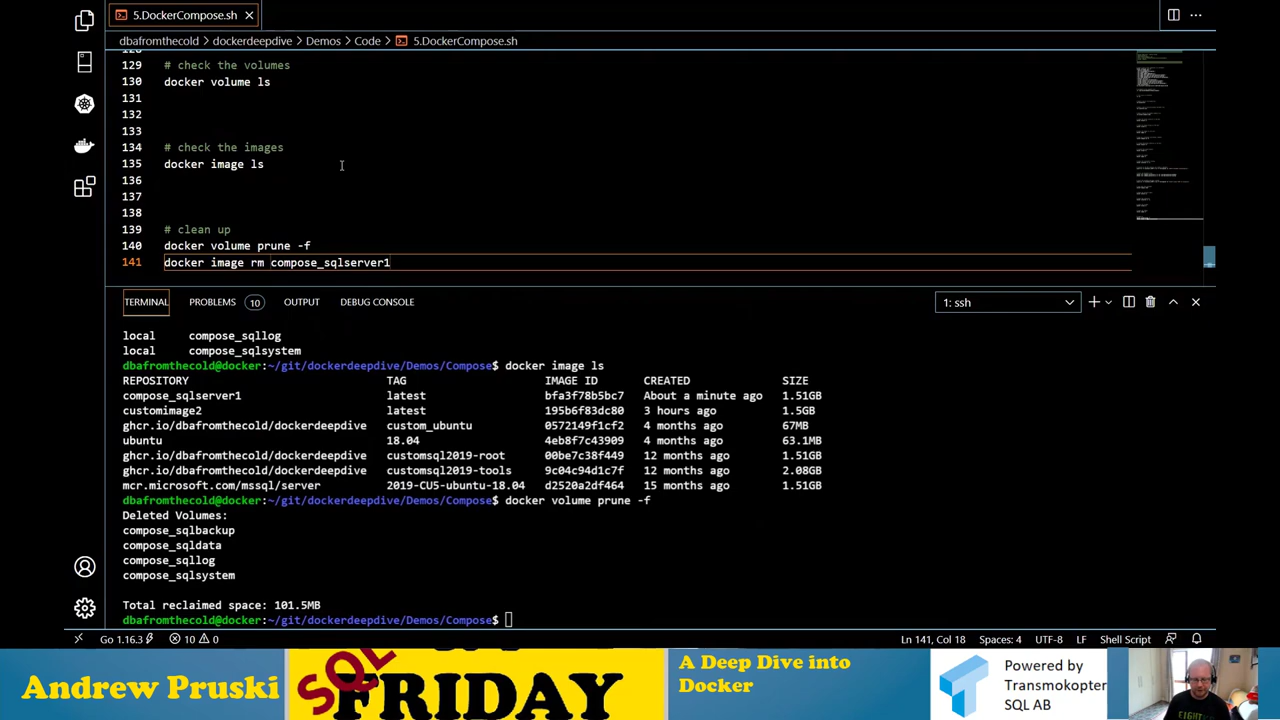 5.DockerCompose.sh
dbafromthecold > dockerdeepdive > Demos > Code > 5.DockerCompose.sh
128
129 # check the volumes
130 docker volume ls
131
132
133
134 # check the images
135 docker image ls
136
137
138
139 # clean up
140 docker volume prune -f
141 docker image rm compose_sqlserver1
TERMINAL PROBLEMS 10 OUTPUT DEBUG CONSOLE 1: ssh
local compose_sqllog
local compose_sqlsystem
dbafromthecold@docker:~/git/dockerdeepdive/Demos/Compose$ docker image ls
REPOSITORY TAG IMAGE ID CREATED SIZE
compose_sqlserver1 latest bfa3f78b5bc7 About a minute ago 1.51GB
customimage2 latest 195b6f83dc80 3 hours ago 1.5GB
ghcr.io/dbafromthecold/dockerdeepdive custom_ubuntu 0572149f1cf2 4 months ago 67MB
ubuntu 18.04 4eb8f7c43909 4 months ago 63.1MB
ghcr.io/dbafromthecold/dockerdeepdive customsql2019-root 00be7c38f449 12 months ago 1.51GB
ghcr.io/dbafromthecold/dockerdeepdive customsql2019-tools 9c04c94d1c7f 12 months ago 2.08GB
mcr.microsoft.com/mssql/server 2019-CU5-ubuntu-18.04 d2520a2df464 15 months ago 1.51GB
dbafromthecold@docker:~/git/dockerdeepdive/Demos/Compose$ docker volume prune -f
Deleted Volumes:
compose_sqlbackup
compose_sqldata
compose_sqllog
compose_sqlsystem
Total reclaimed space: 101.5MB
dbafromthecold@docker:~/git/dockerdeepdive/Demos/Compose$
Go 1.16.3 10 0 Ln 141, Col 18 Spaces: 4 UTF-8 LF Shell Script
Andrew Pruski
SQL
FRIDAY
A Deep Dive into
Docker
Powered by
Transmokopter
SQL AB